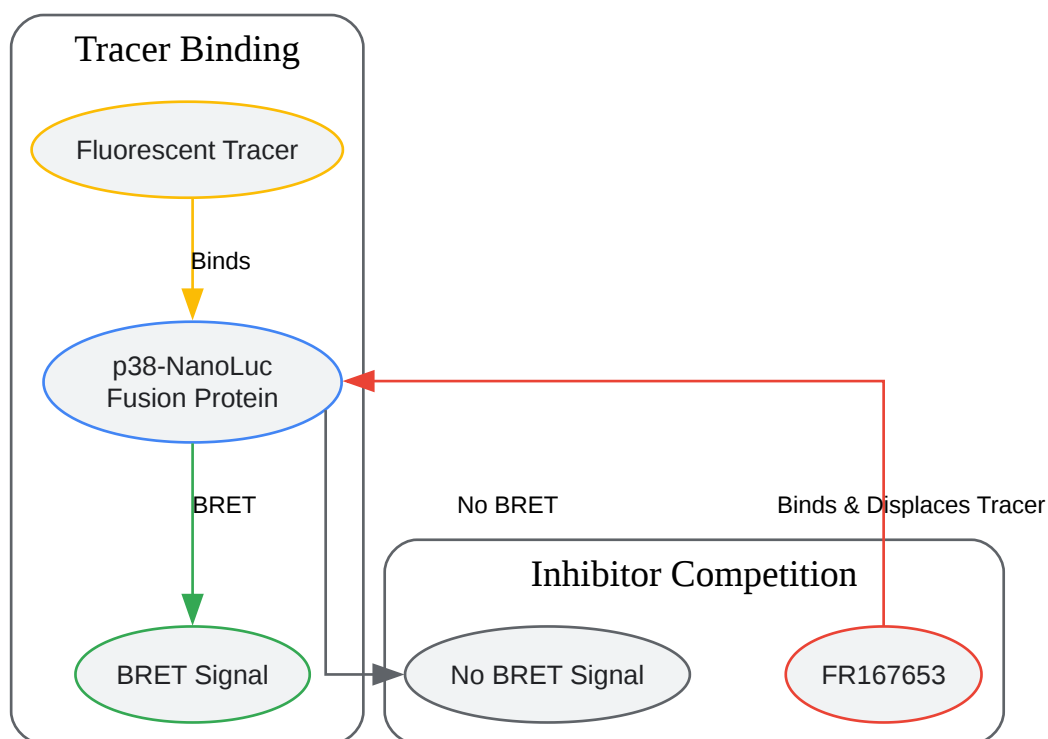 Tracer Binding
Fluorescent Tracer
Binds
p38-NanoLuc
Fusion Protein
BRET
No BRET
Binds & Displaces Tracer
Inhibitor Competition
BRET Signal
No BRET Signal
FR167653